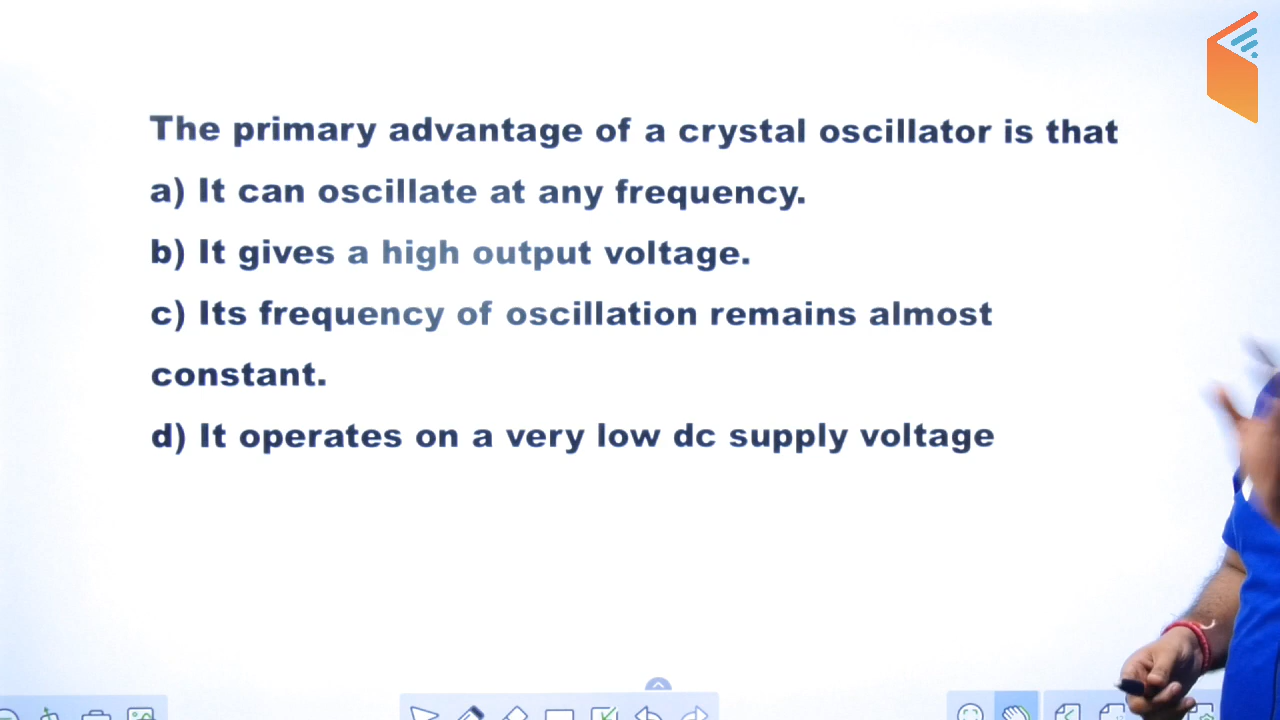 The primary advantage of a crystal oscillator is that
a) It can oscillate at any frequency.
b) It gives a high output voltage.
c) Its frequency of oscillation remains almost
constant.
d) It operates on a very low dc supply voltage